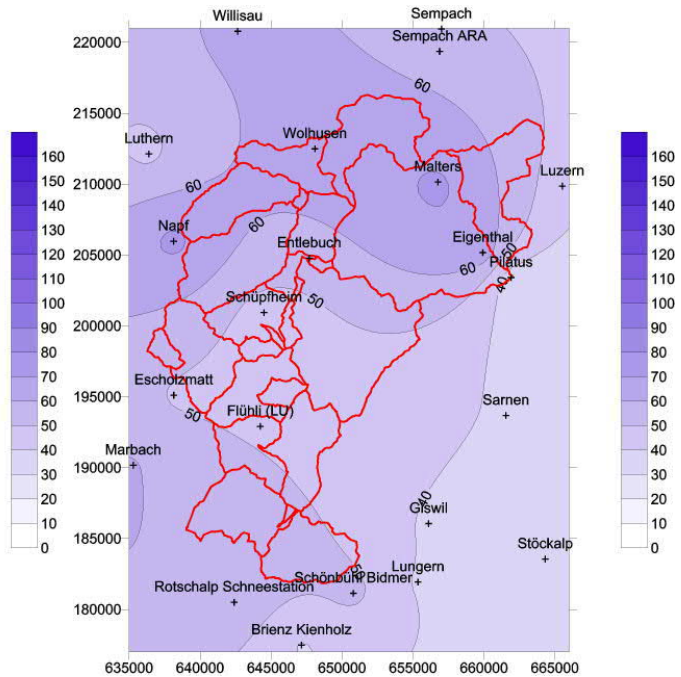 Willisau
Sempach
220000
Sempach ARA
60
215000
Luthern
Wolhusen
Malters
Luzern
210000
60
Napf
60
Entlebuch
Eigenthal
50
205000
60
Pilatus
40
50
Schüpfheim
200000
Escholzmatt
195000
50
Flühli (LU)
Sarnen
Marbach
190000
40
Giswil
185000
Stöckalp
50
Rotschalp Schneestation
Schönbühl Bidmer
Lungern
180000
Brienz Kienholz
635000 640000 645000 650000 655000 660000 665000
160
150
140
130
120
110
100
90
80
70
60
50
40
30
20
10
0
160
150
140
130
120
110
100
90
80
70
60
50
40
30
20
10
0